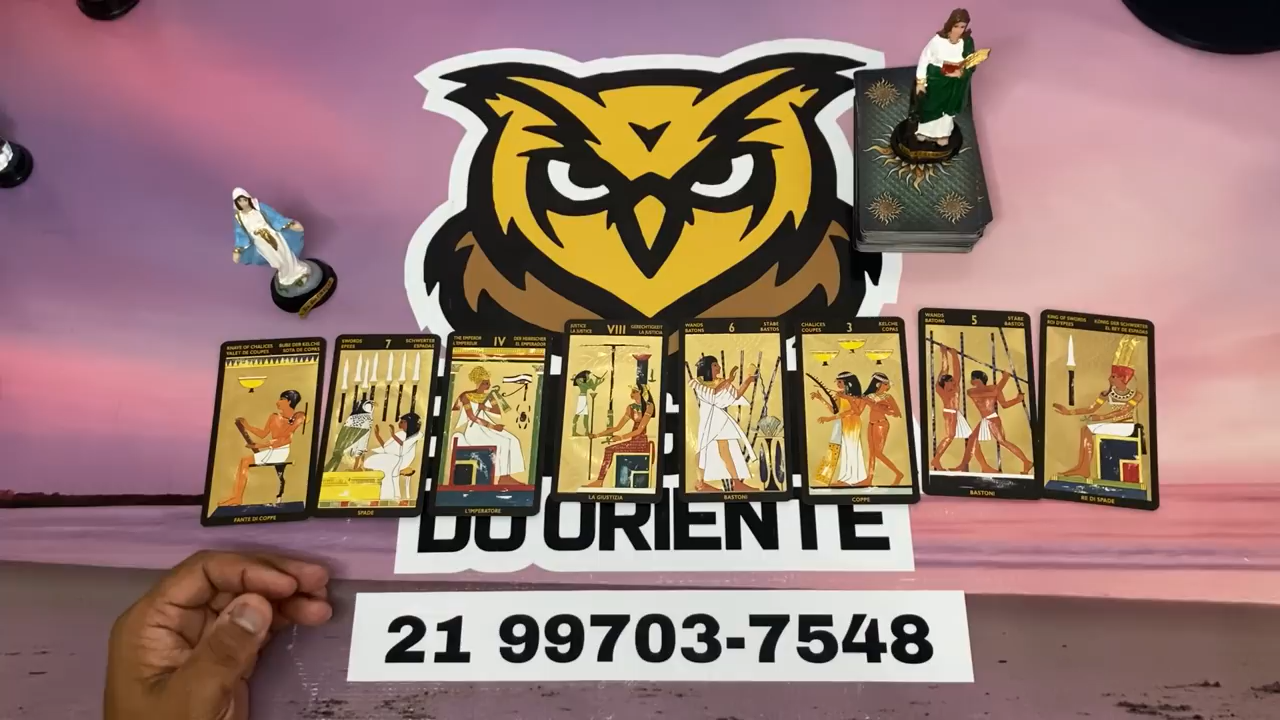 KNAVE OF CHALICES
VALET DE COUPES
BUBE DER KELCHE
SOTA DE COPAS
FANTE DI COPPE
SWORDS
EPEES
7
SCHWERTER
ESPADAS
SPADE
THE EMPEROR
L'EMPEREUR
IV
DER HERRSCHER
EL EMPERADOR
L'IMPERATORE
JUSTICE
LA JUSTICE
VIII
GERECHTIGKEIT
LA JUSTICIA
LA GIUSTIZIA
WANDS
BATONS
6
STÄBE
BASTOS
BASTONI
CHALICES
COUPES
3
KELCHE
COPAS
COPPE
WANDS
BATONS
5
STÄBE
BASTOS
BASTONI
KING OF SWORDS
ROI D'EPEES
KÖNIG DER SCHWERTER
EL REY DE ESPADAS
RE DI SPADE
DO ORIENTE
21 99703-7548